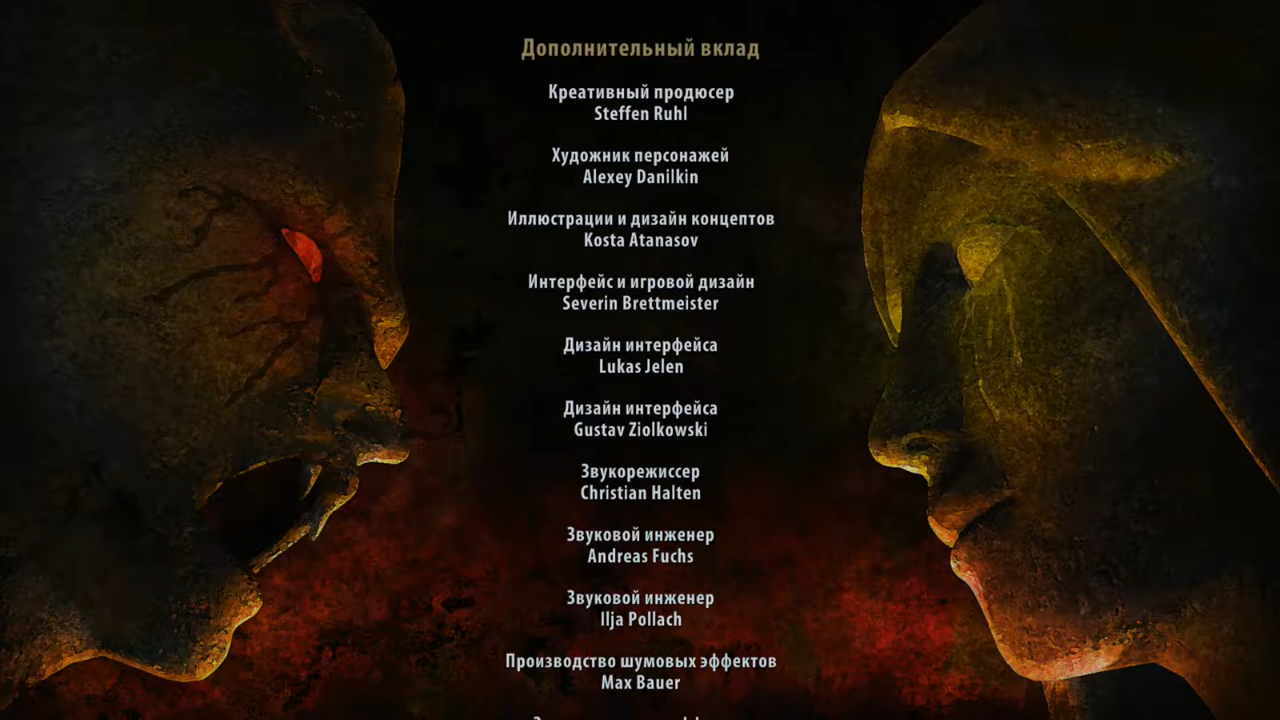 Дополнительный вклад
Креативный продюсер
Steffen Ruhl
Художник персонажей
Alexey Danilkin
Иллюстрации и дизайн концептов
Kosta Atanasov
Интерфейс и игровой дизайн
Severin Brettmeister
Дизайн интерфейса
Lukas Jelen
Дизайн интерфейса
Gustav Ziolkowski
Звукорежиссер
Christian Halten
Звуковой инженер
Andreas Fuchs
Звуковой инженер
Ilja Pollach
Производство шумовых эффектов
Max Bauer